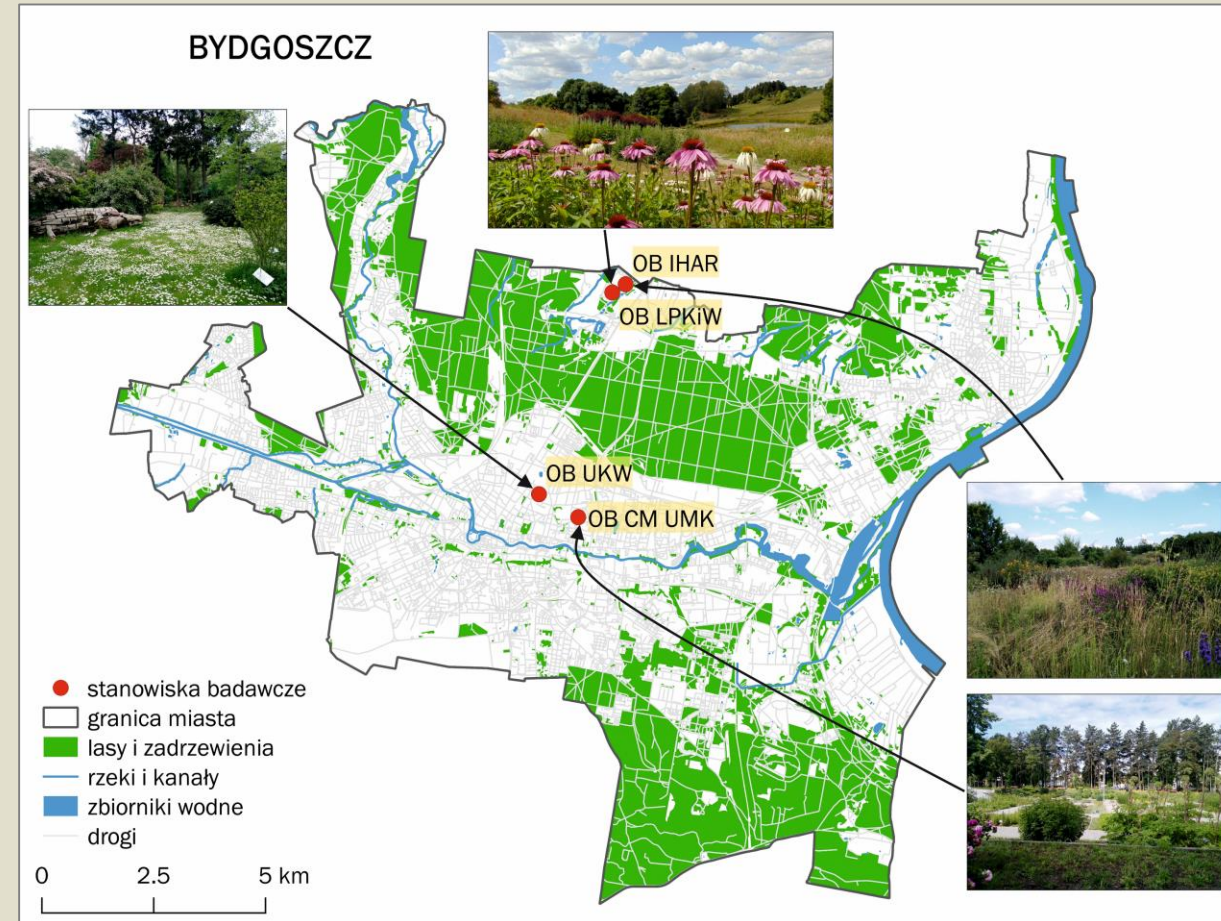 BYDGOSZCZ
OB IHAR
OB LPKiW
OB UKW
OB CM UMK
stanowiska badawcze
granica miasta
lasy i zadrzewienia
rzeki i kanały
zbiorniki wodne
drogi
0 2.5 5 km